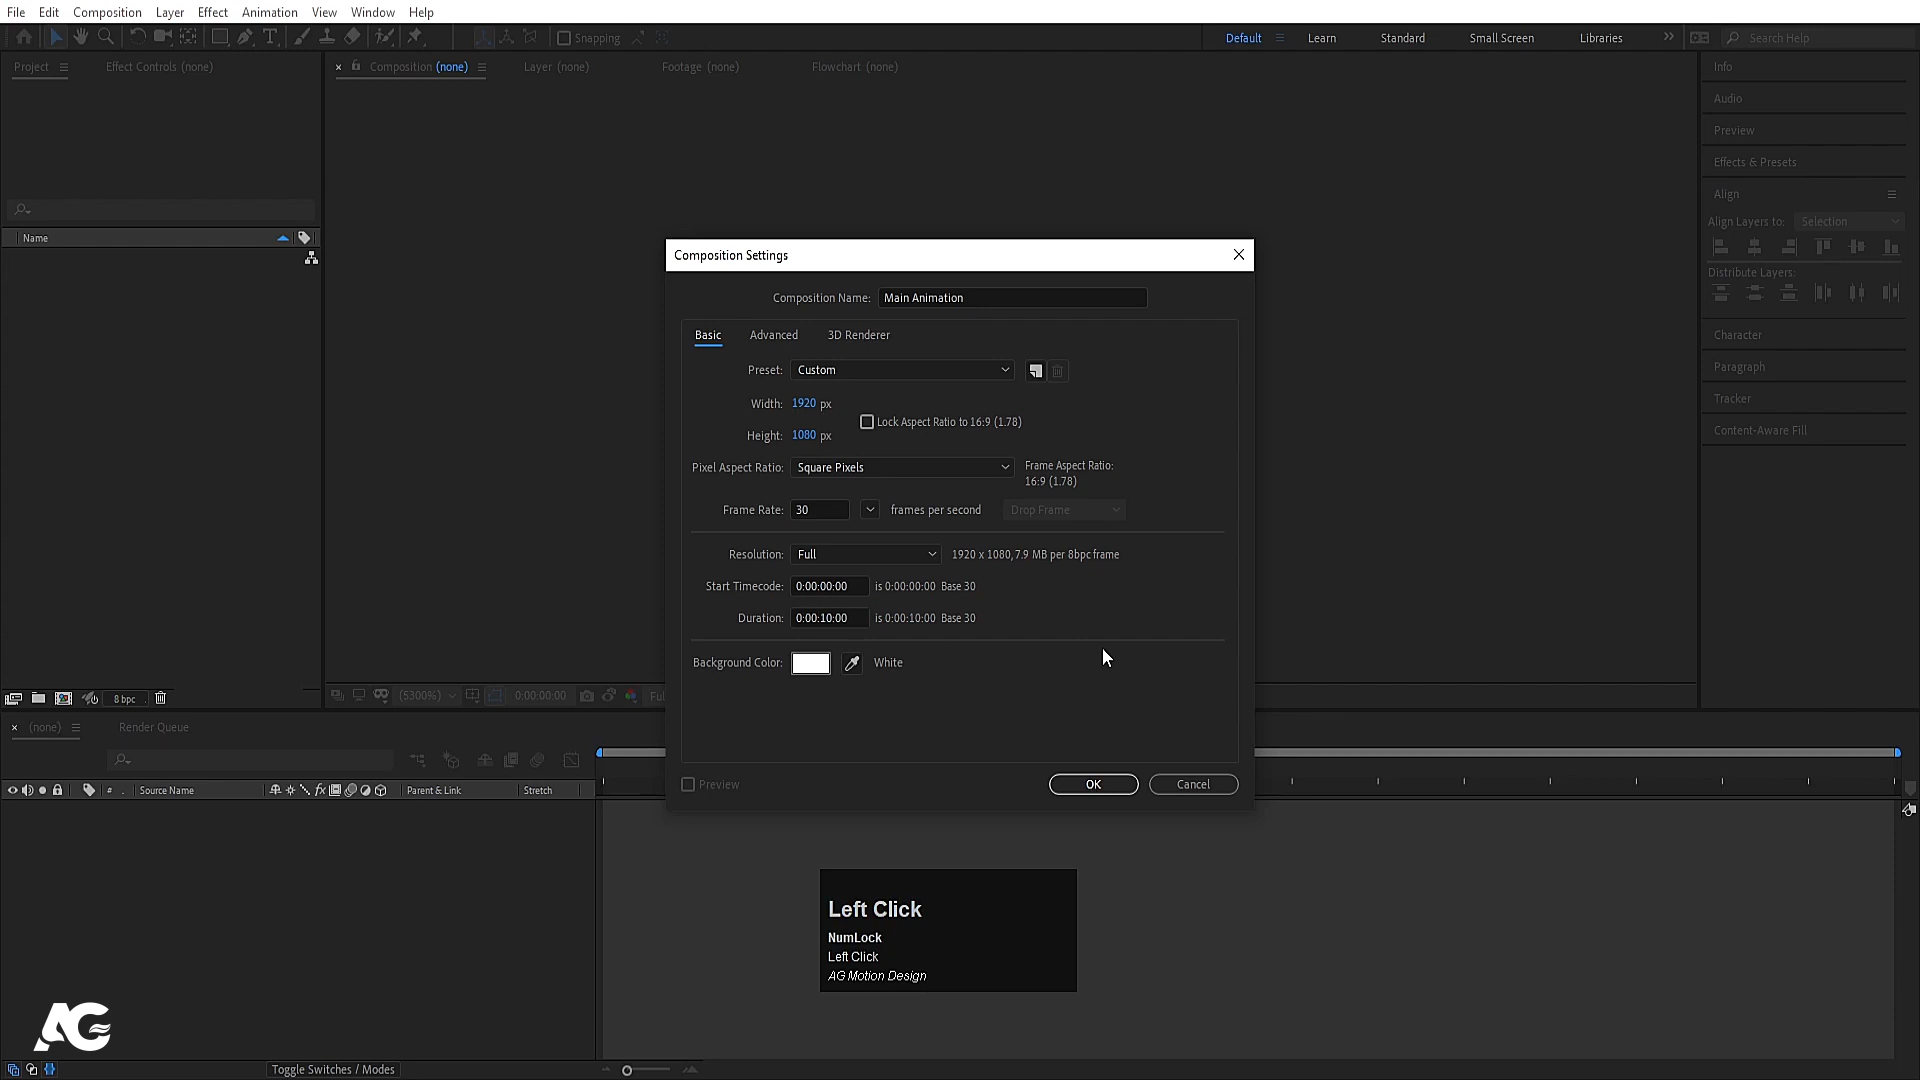 File Edit Composition Layer Effect Animation View Window Help
Snapping
Default Learn Standard Small Screen Libraries Search Help
Project Effect Controls (none)
Composition (none) Layer (none) Footage (none) Flowchart (none)
Info
Audio
Preview
Effects & Presets
Align
Align Layers to: Selection
Distribute Layers:
Character
Paragraph
Tracker
Content-Aware Fill
Name
Composition Settings
Composition Name: Main Animation
Basic Advanced 3D Renderer
Preset: Custom
Width: 1920 px
Lock Aspect Ratio to 16:9 (1.78)
Height: 1080 px
Pixel Aspect Ratio: Square Pixels
Frame Aspect Ratio:
16:9 (1.78)
Frame Rate: 30 frames per second Drop Frame
Resolution: Full 1920 x 1080, 7.9 MB per 8bpc frame
Start Timecode: 0:00:00:00 is 0:00:00:00 Base 30
Duration: 0:00:10:00 is 0:00:10:00 Base 30
Background Color: White
Preview OK Cancel
8 bpc
(5300%) 0:00:00:00 Ful
(none) Render Queue
# . Source Name fx Parent & Link Stretch
Left Click
NumLock
Left Click
AG Motion Design
AG
Toggle Switches / Modes